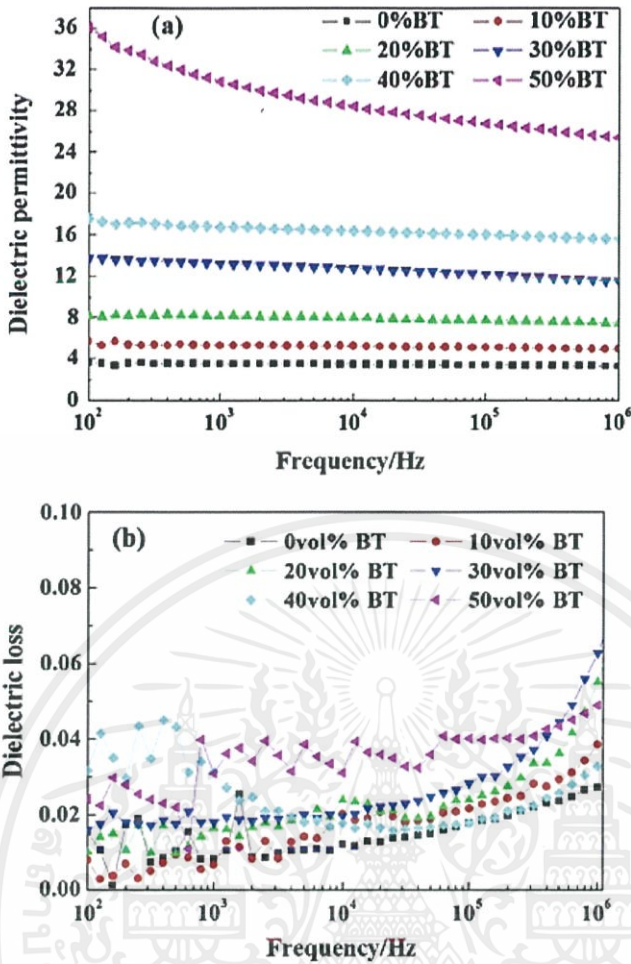 (a)
0%BT 10%BT
20%BT 30%BT
40%BT 50%BT
Dielectric permittivity
36
32
28
24
20
16
12
8
4
0
10² 10³ 10⁴ 10⁵ 10⁶
Frequency/Hz
(b)
0vol% BT 10vol% BT
20vol% BT 30vol% BT
40vol% BT 50vol% BT
Dielectric loss
0.10
0.08
0.06
0.04
0.02
0.00
10² 10³ 10⁴ 10⁵ 10⁶
Frequency/Hz